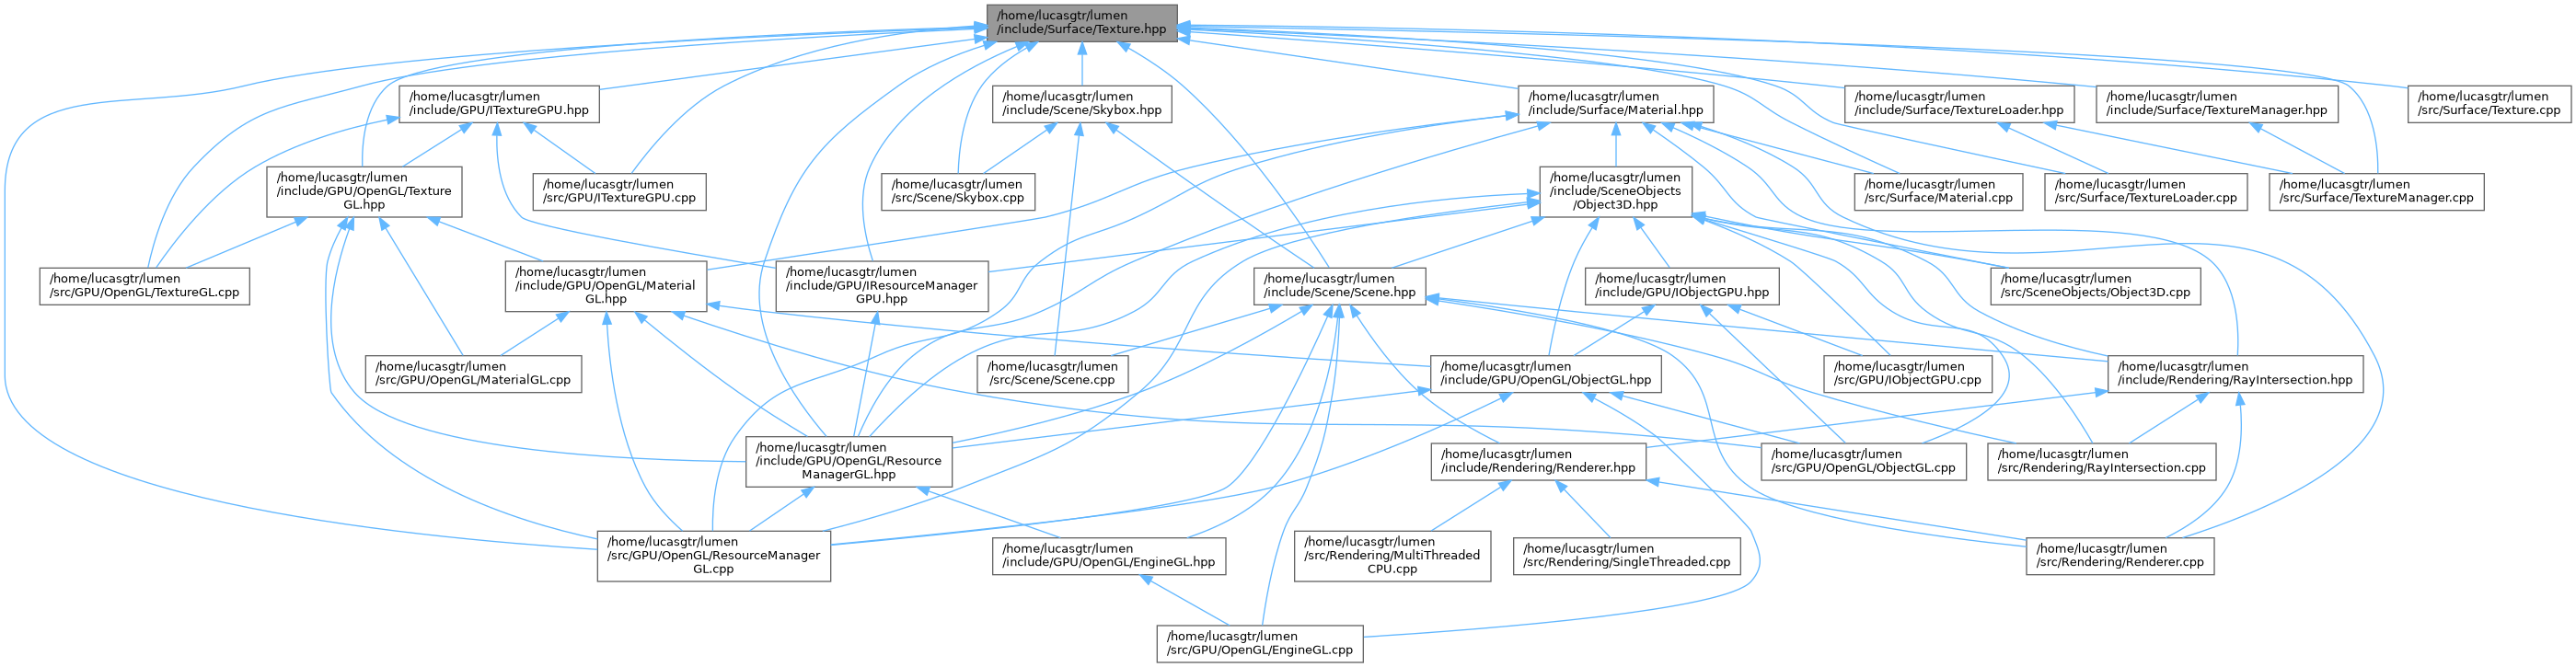 /home/lucasgtr/lumen
/include/Surface/Texture.hpp
/home/lucasgtr/lumen
/include/GPU/ITextureGPU.hpp
/home/lucasgtr/lumen
/include/Scene/Skybox.hpp
/home/lucasgtr/lumen
/include/Surface/Material.hpp
/home/lucasgtr/lumen
/include/Surface/TextureLoader.hpp
/home/lucasgtr/lumen
/include/Surface/TextureManager.hpp
/home/lucasgtr/lumen
/src/Surface/Texture.cpp
/home/lucasgtr/lumen
/include/GPU/OpenGL/Texture
GL.hpp
/home/lucasgtr/lumen
/src/GPU/ITextureGPU.cpp
/home/lucasgtr/lumen
/src/Scene/Skybox.cpp
/home/lucasgtr/lumen
/include/SceneObjects
/Object3D.hpp
/home/lucasgtr/lumen
/src/Surface/Material.cpp
/home/lucasgtr/lumen
/src/Surface/TextureLoader.cpp
/home/lucasgtr/lumen
/src/Surface/TextureManager.cpp
/home/lucasgtr/lumen
/src/GPU/OpenGL/TextureGL.cpp
/home/lucasgtr/lumen
/include/GPU/OpenGL/Material
GL.hpp
/home/lucasgtr/lumen
/include/GPU/IResourceManager
GPU.hpp
/home/lucasgtr/lumen
/include/Scene/Scene.hpp
/home/lucasgtr/lumen
/include/GPU/IObjectGPU.hpp
/home/lucasgtr/lumen
/src/SceneObjects/Object3D.cpp
/home/lucasgtr/lumen
/src/GPU/OpenGL/MaterialGL.cpp
/home/lucasgtr/lumen
/src/Scene/Scene.cpp
/home/lucasgtr/lumen
/include/GPU/OpenGL/ObjectGL.hpp
/home/lucasgtr/lumen
/src/GPU/IObjectGPU.cpp
/home/lucasgtr/lumen
/include/Rendering/RayIntersection.hpp
/home/lucasgtr/lumen
/include/GPU/OpenGL/Resource
ManagerGL.hpp
/home/lucasgtr/lumen
/include/Rendering/Renderer.hpp
/home/lucasgtr/lumen
/src/GPU/OpenGL/ObjectGL.cpp
/home/lucasgtr/lumen
/src/Rendering/RayIntersection.cpp
/home/lucasgtr/lumen
/src/GPU/OpenGL/ResourceManager
GL.cpp
/home/lucasgtr/lumen
/include/GPU/OpenGL/EngineGL.hpp
/home/lucasgtr/lumen
/src/Rendering/MultiThreaded
CPU.cpp
/home/lucasgtr/lumen
/src/Rendering/SingleThreaded.cpp
/home/lucasgtr/lumen
/src/Rendering/Renderer.cpp
/home/lucasgtr/lumen
/src/GPU/OpenGL/EngineGL.cpp